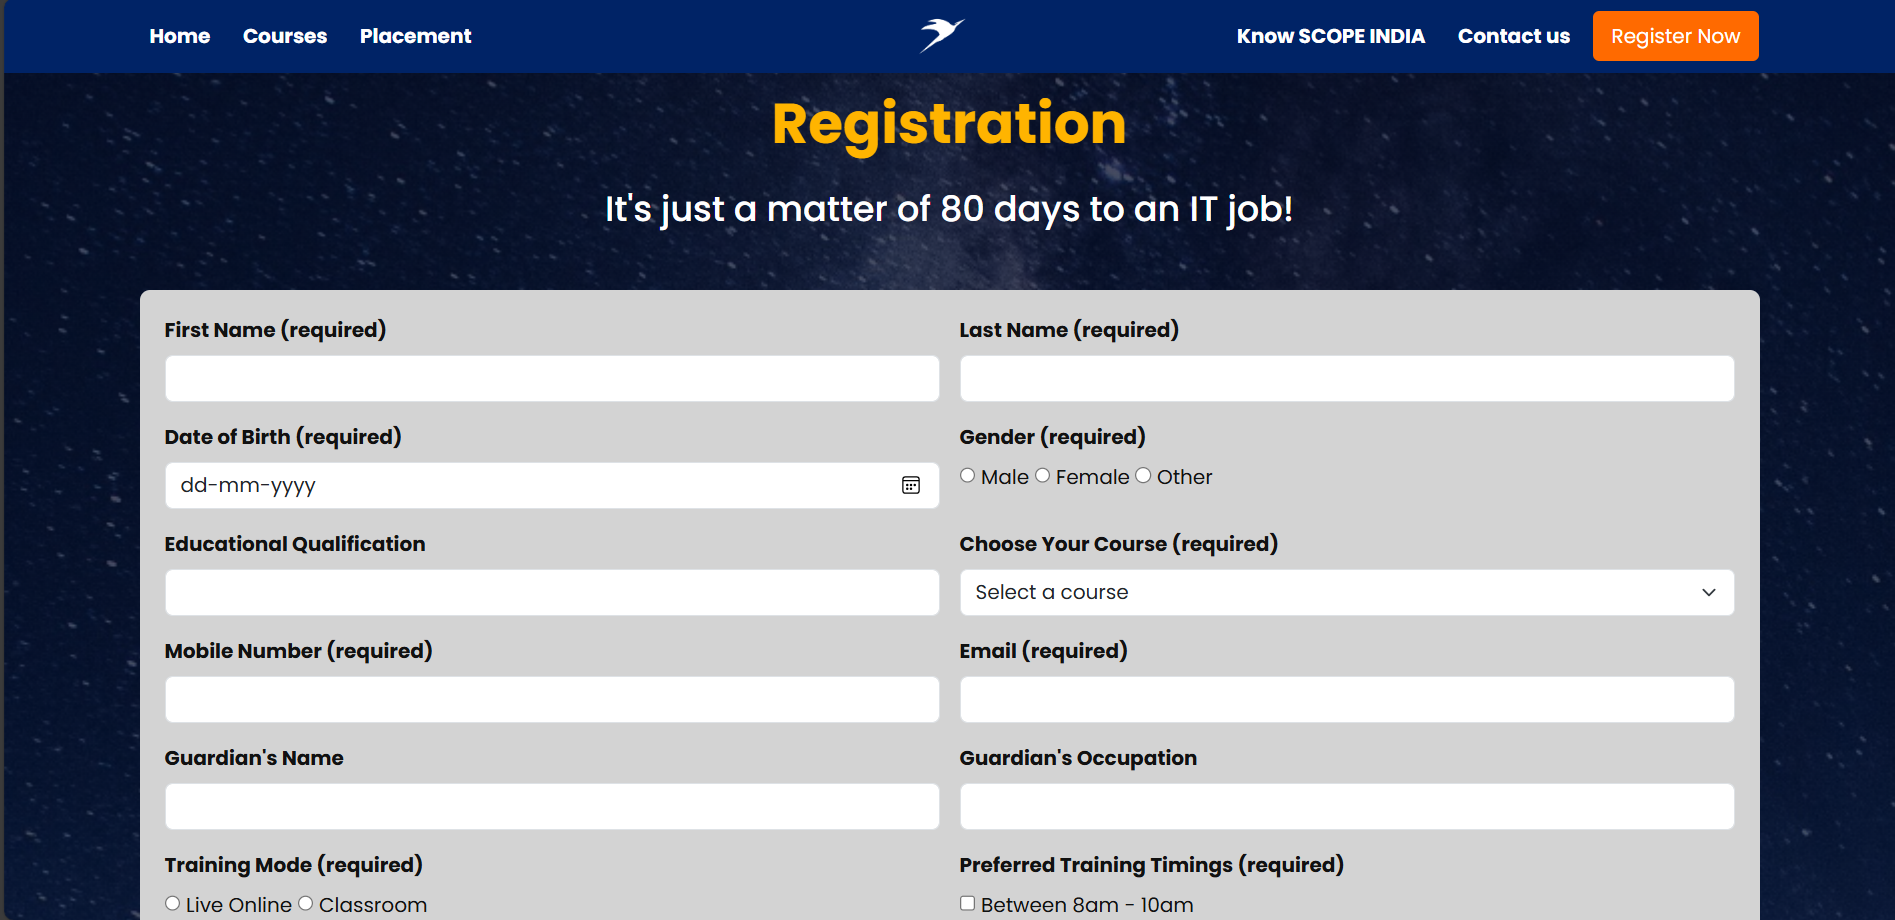 Home Courses Placement Know SCOPE INDIA Contact us Register Now
Registration
It's just a matter of 80 days to an IT job!
First Name (required) Last Name (required)
Date of Birth (required) Gender (required)
dd-mm-yyyy Male Female Other
Educational Qualification Choose Your Course (required)
Select a course
Mobile Number (required) Email (required)
Guardian's Name Guardian's Occupation
Training Mode (required) Preferred Training Timings (required)
Live Online Classroom Between 8am - 10am